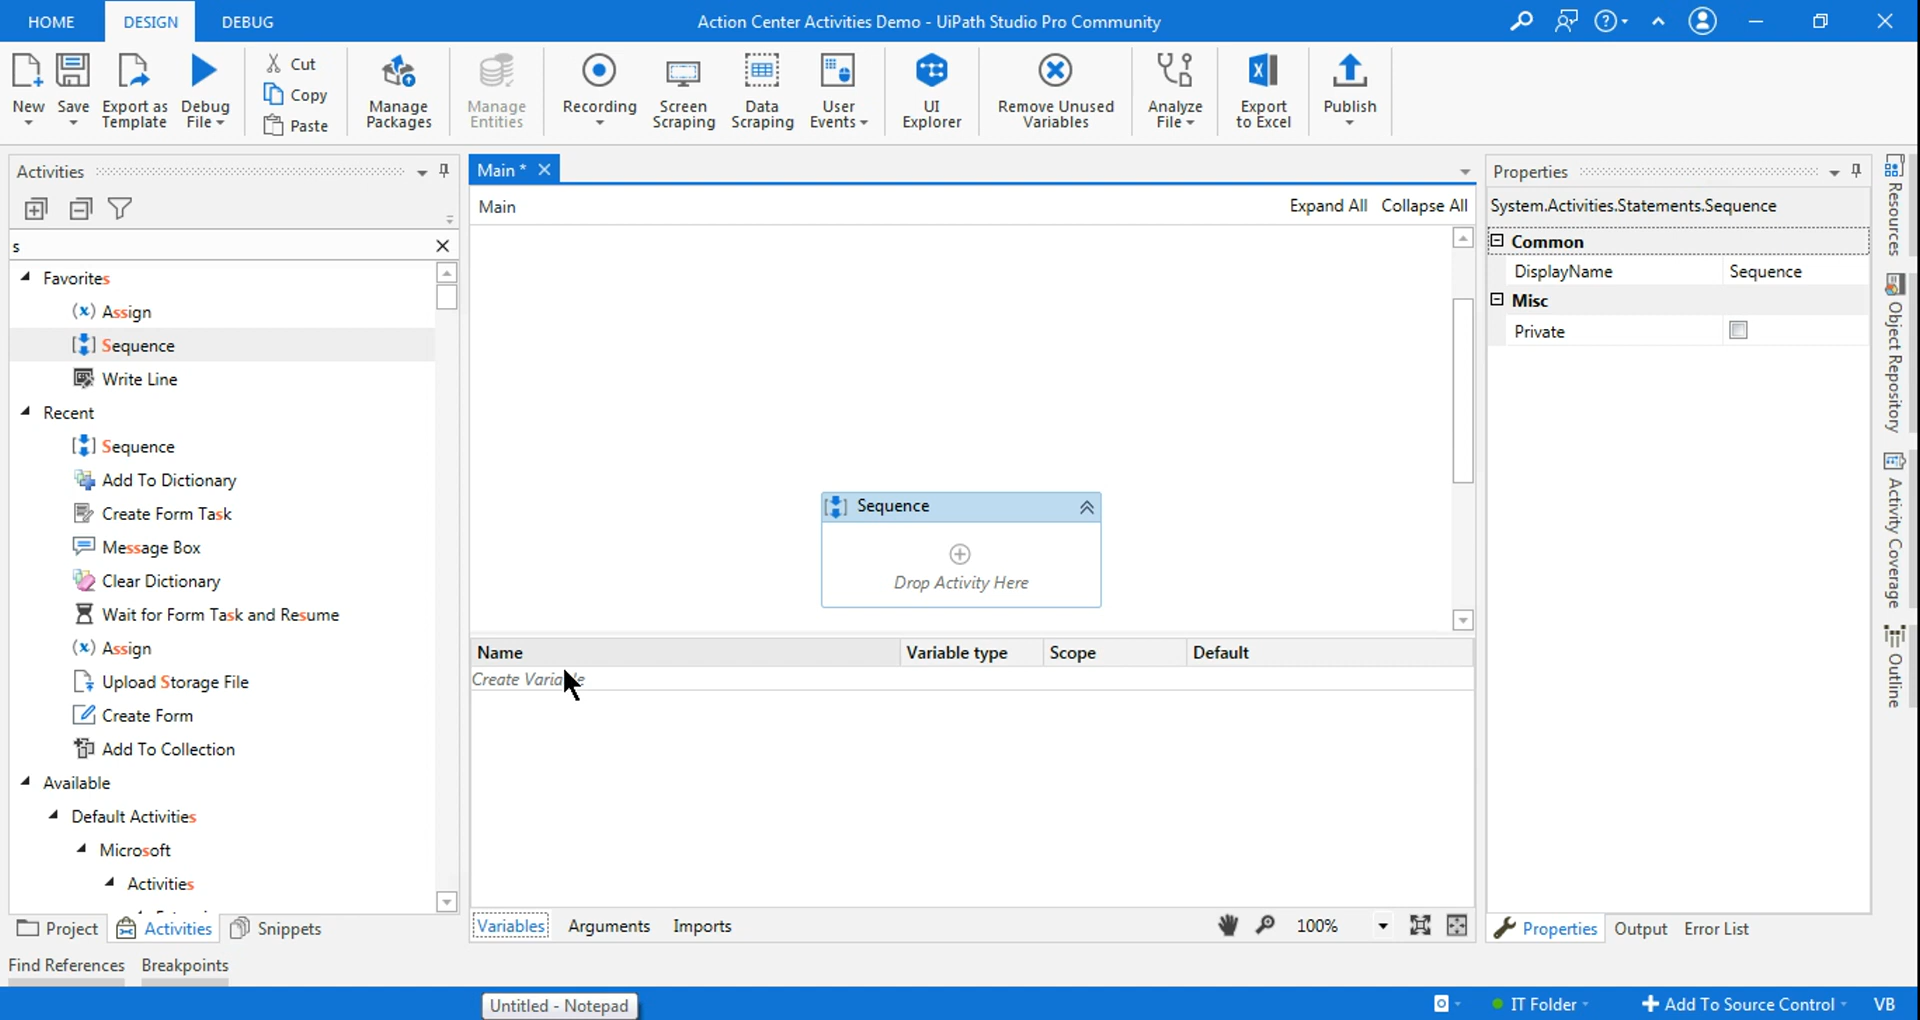 HOME DESIGN DEBUG Action Center Activities Demo - UiPath Studio Pro Community
New Save Export as Template Debug File Cut Copy Paste Manage Packages Manage Entities Recording Screen Scraping Data Scraping User Events UI Explorer Remove Unused Variables Analyze File Export to Excel Publish
Activities
s
Favorites
(x) Assign
Sequence
Write Line
Recent
Sequence
Add To Dictionary
Create Form Task
Message Box
Clear Dictionary
Wait for Form Task and Resume
(x) Assign
Upload Storage File
Create Form
Add To Collection
Available
Default Activities
Microsoft
Activities
Project Activities Snippets
Find References Breakpoints
Main *
Main Expand All Collapse All
Sequence
Drop Activity Here
Name Variable type Scope Default
Create Variable
Variables Arguments Imports 100%
Properties
System.Activities.Statements.Sequence
Common
DisplayName Sequence
Misc
Private
Properties Output Error List
Resources
Object Repository
Activity Coverage
Outline
Untitled - Notepad
IT Folder Add To Source Control VB